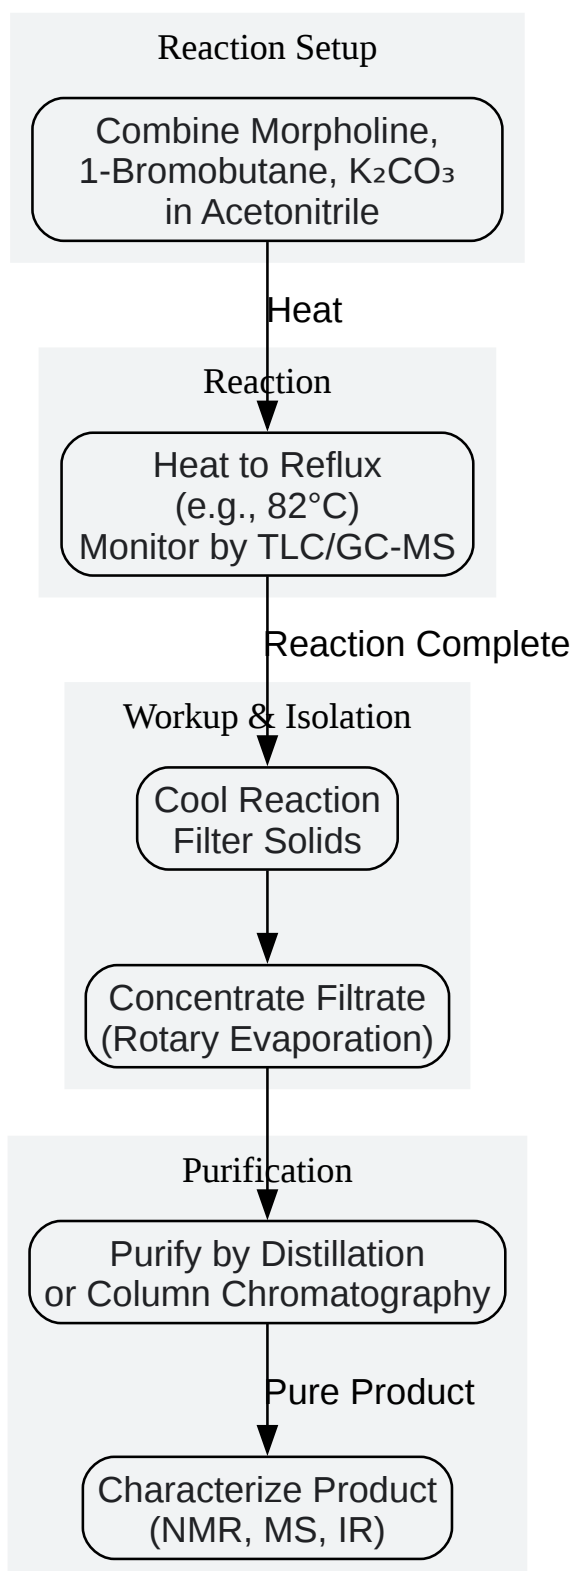 Reaction Setup
Combine Morpholine,
1-Bromobutane, K₂CO₃
in Acetonitrile
Heat
Reaction
Heat to Reflux
(e.g., 82°C)
Monitor by TLC/GC-MS
Reaction Complete
Workup & Isolation
Cool Reaction
Filter Solids
Concentrate Filtrate
(Rotary Evaporation)
Purification
Purify by Distillation
or Column Chromatography
Pure Product
Characterize Product
(NMR, MS, IR)